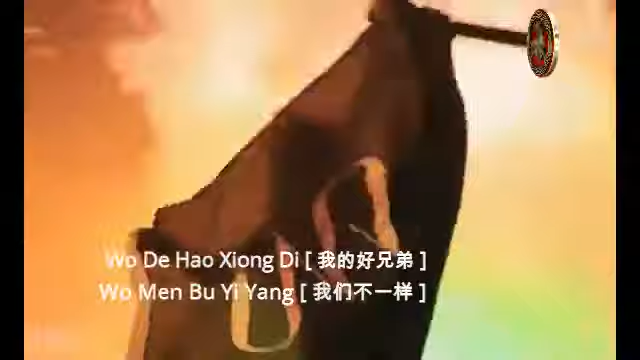 Wo De Hao Xiong Di [ 我的好兄弟 ]
Wo Men Bu Yi Yang [ 我们不一样 ]